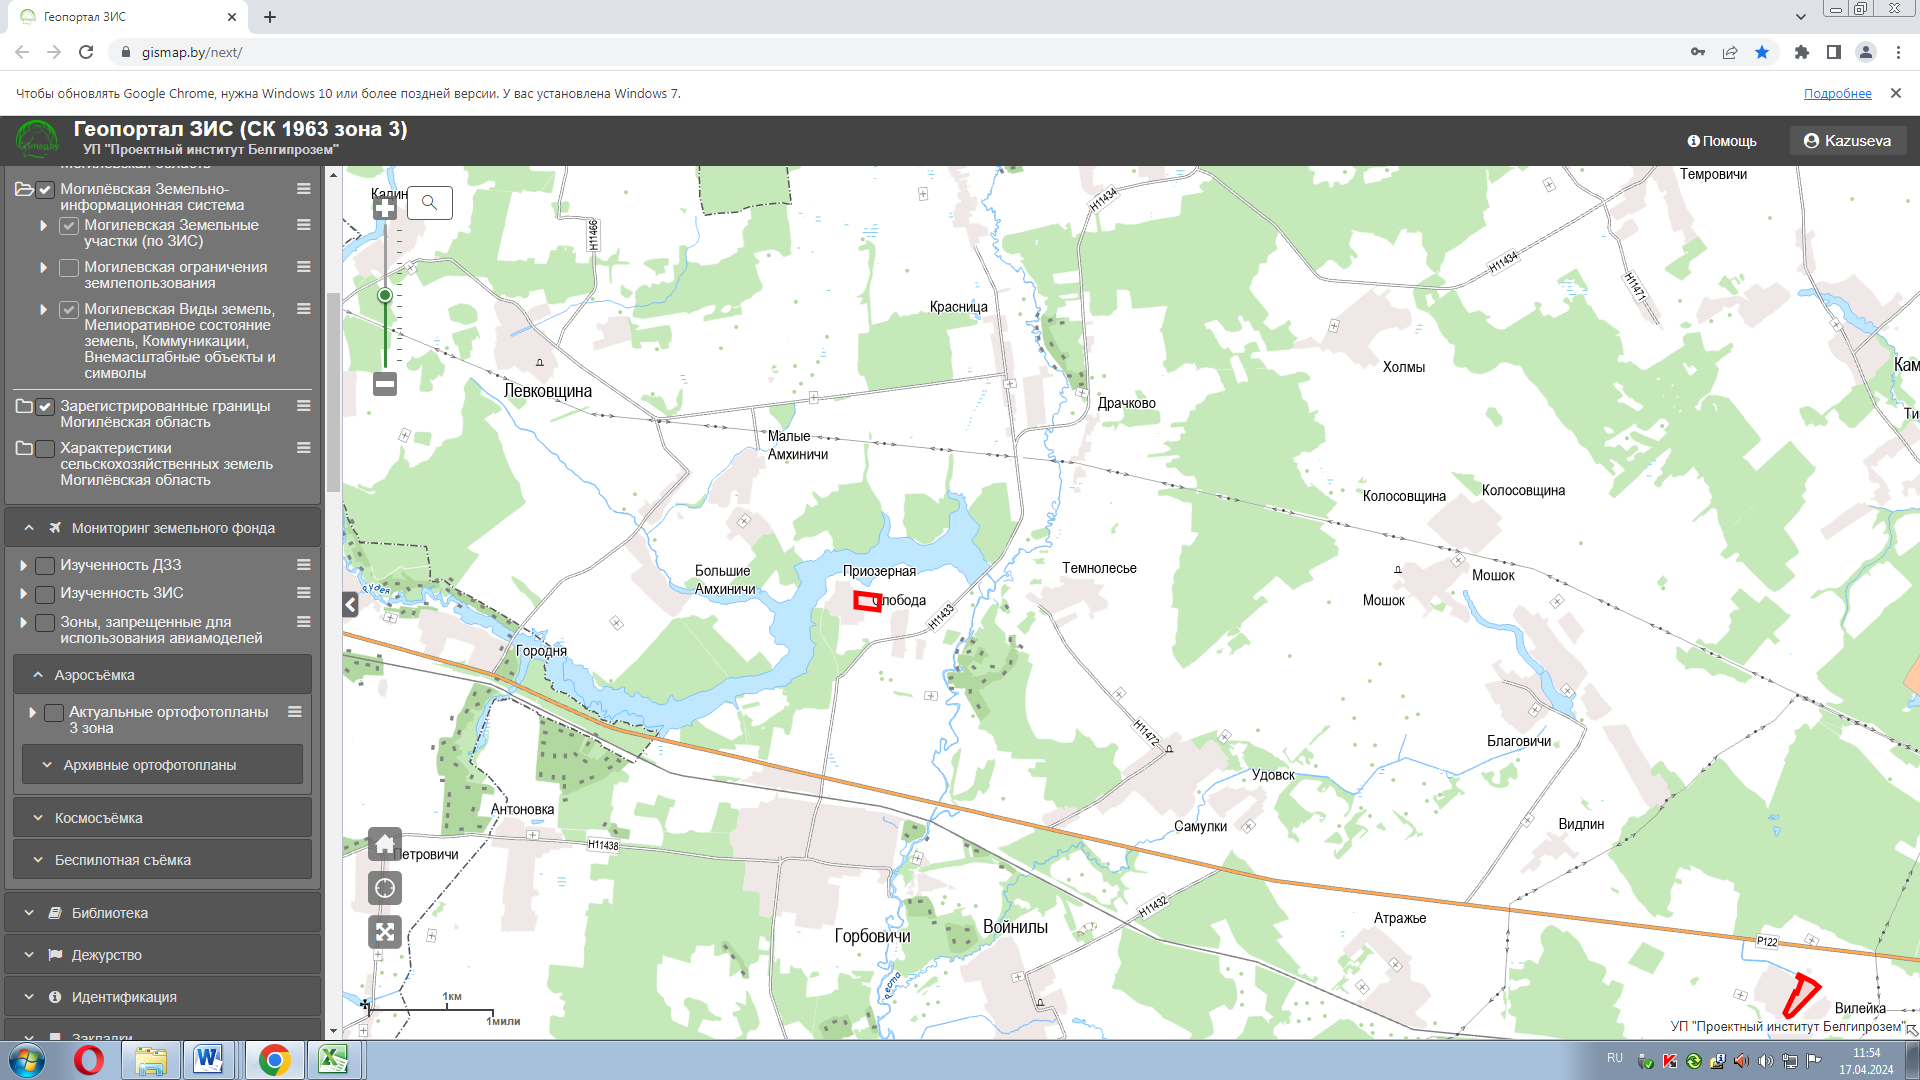 Геопортал ЗИС
gismap.by/next/
Чтобы обновлять Google Chrome, нужна Windows 10 или более поздней версии. У вас установлена Windows 7.
Подробнее
Геопортал ЗИС (СК 1963 зона 3)
УП "Проектный институт Белгипрозем"
Помощь
Kazuseva
Могилёвская Земельно-
информационная система
Могилевская Земельные
участки (по ЗИС)
Могилевская ограничения
землепользования
Могилевская Виды земель,
Мелиоративное состояние
земель, Коммуникации,
Внемасштабные объекты и
символы
Зарегистрированные границы
Могилёвская область
Характеристики
сельскохозяйственных земель
Могилёвская область
Мониторинг земельного фонда
Изученность ДЗЗ
Изученность ЗИС
Зоны, запрещенные для
использования авиамоделей
Аэросъёмка
Актуальные ортофотопланы
3 зона
Архивные ортофотопланы
Космосъёмка
Беспилотная съёмка
Библиотека
Дежурство
Идентификация
Закладки
Темровичи
Калин
Н11466
Н11434
Н11434
Н11471
Красница
Холмы
Левковщина
Кам
Драчково
Ти
Малые
Амхиничи
Колосовщина
Колосовщина
Большие
Амхиничи
Приозерная
Слобода
Н11433
Темнолесье
Мошок
Мошок
Городня
Н11472
Благовичи
Удовск
Антоновка
Самулки
Видлин
Петровичи
Н11438
Н11432
Атражье
Горбовичи
Войнилы
Р122
Реста
Вилейка
1км
1мили
УП "Проектный институт Белгипрозем"
RU
11:54
17.04.2024